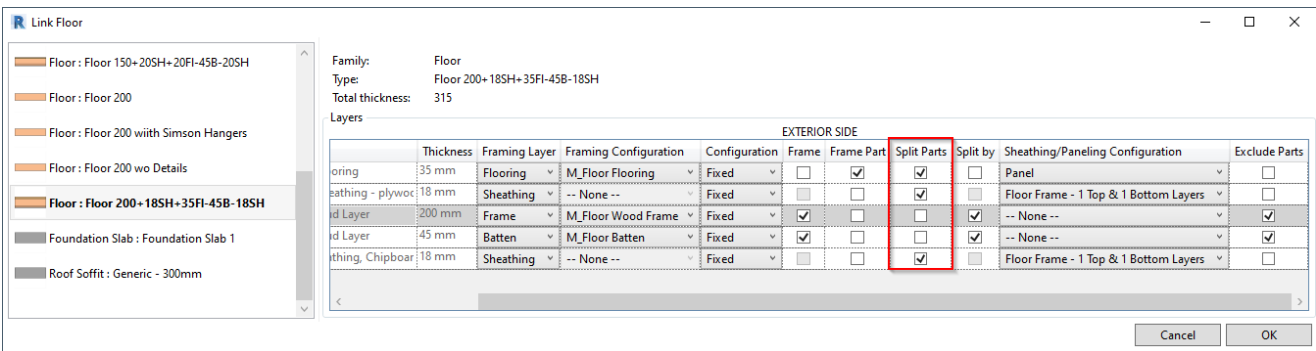 Link Floor
Floor : Floor 150+20SH+20FI-45B-20SH
Floor : Floor 200
Floor : Floor 200 wiith Simson Hangers
Floor : Floor 200 wo Details
Floor : Floor 200+18SH+35FI-45B-18SH
Foundation Slab : Foundation Slab 1
Roof Soffit : Generic - 300mm
Family: Floor
Type: Floor 200+18SH+35FI-45B-18SH
Total thickness: 315
Layers
EXTERIOR SIDE
Thickness Framing Layer Framing Configuration Configuration Frame Frame Part Split Parts Split by Sheathing/Paneling Configuration Exclude Parts
oring 35 mm Flooring M_Floor Flooring Fixed Panel
eathing - plywoc 18 mm Sheathing -- None -- Fixed Floor Frame - 1 Top & 1 Bottom Layers
ud Layer 200 mm Frame M_Floor Wood Frame Fixed -- None --
ud Layer 45 mm Batten M_Floor Batten Fixed -- None --
thing, Chipboar 18 mm Sheathing -- None -- Fixed Floor Frame - 1 Top & 1 Bottom Layers
Cancel OK